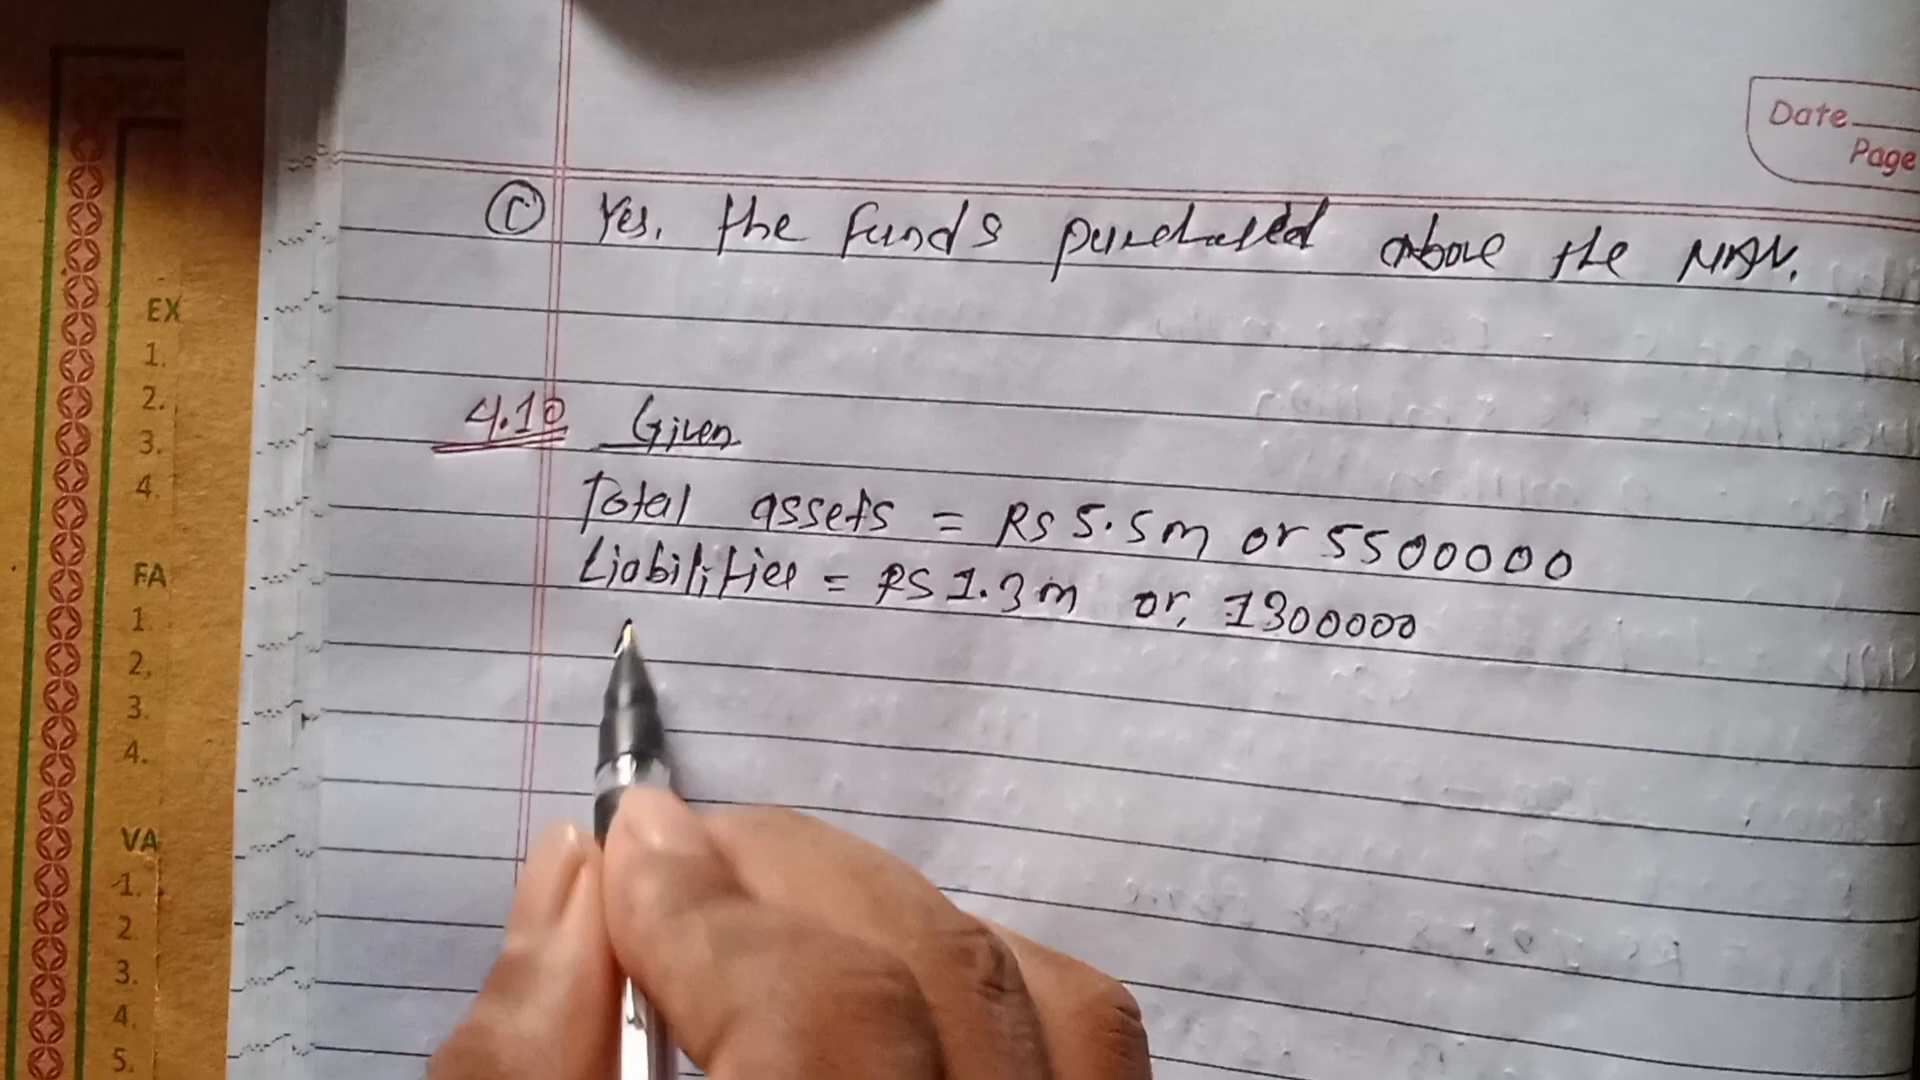 Date
Page
C Yes, the funds purchased above the NAV.
4.10 Given
Total assets = Rs 5.5m or 5500000
Liabilities = RS 1.3m or, 1300000
EX
1.
2.
3.
4.
FA
1.
2,
3.
4.
VA
1.
2
3.
4.
5.